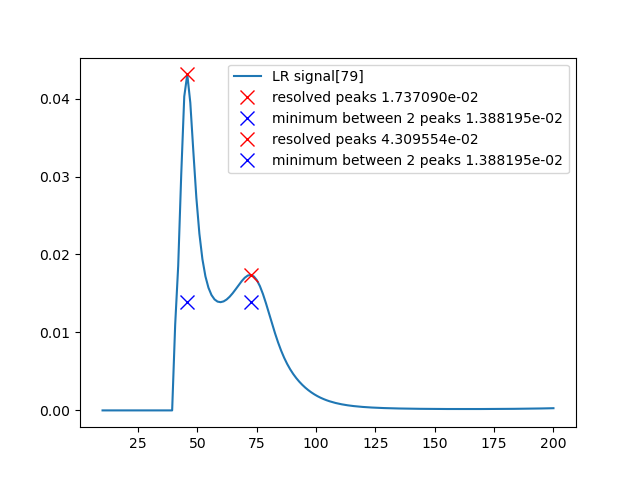 LR signal[79]
resolved peaks 1.737090e-02
minimum between 2 peaks 1.388195e-02
resolved peaks 4.309554e-02
minimum between 2 peaks 1.388195e-02
0.04
0.03
0.02
0.01
0.00
25 50 75 100 125 150 175 200